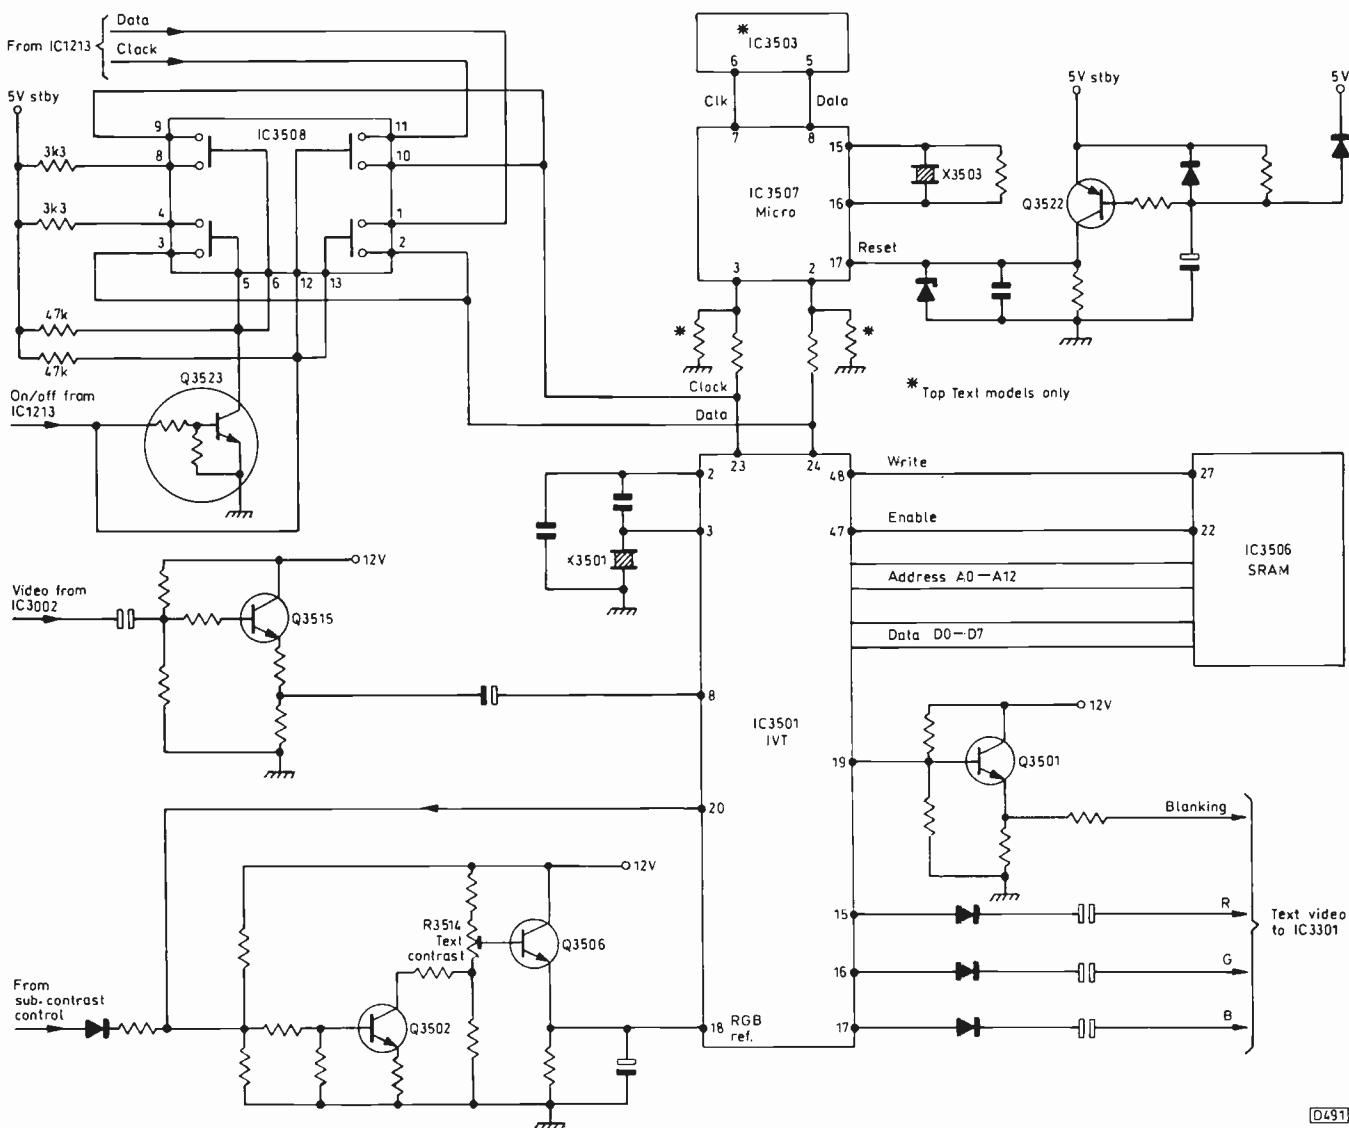 Data
From IC1213
Clock
5V stby
9
IC3508
11
3k3
8
10
3k3
4
1
3
2
5
6
12
13
47k
47k
Q3523
On/off from
IC1213
*
IC3503
6
5
Clk
Data
7
8
15
X3503
IC3507
Micro
16
Reset
17
3
2
*
*
5V stby
5V
Q3522
* Top Text models only
Clock
Data
23
24
2
3
X3501
48
Write
27
47
Enable
22
IC3506
SRAM
Address A0—A12
Data D0—D7
12V
Video from
IC3002
Q3515
8
IC3501
IVT
12V
19
Q3501
Blanking
20
12V
R3514
Text
contrast
Q3506
15
R
Text video
to IC3301
16
G
From
sub-contrast
control
Q3502
18 RGB
ref.
17
B
D491